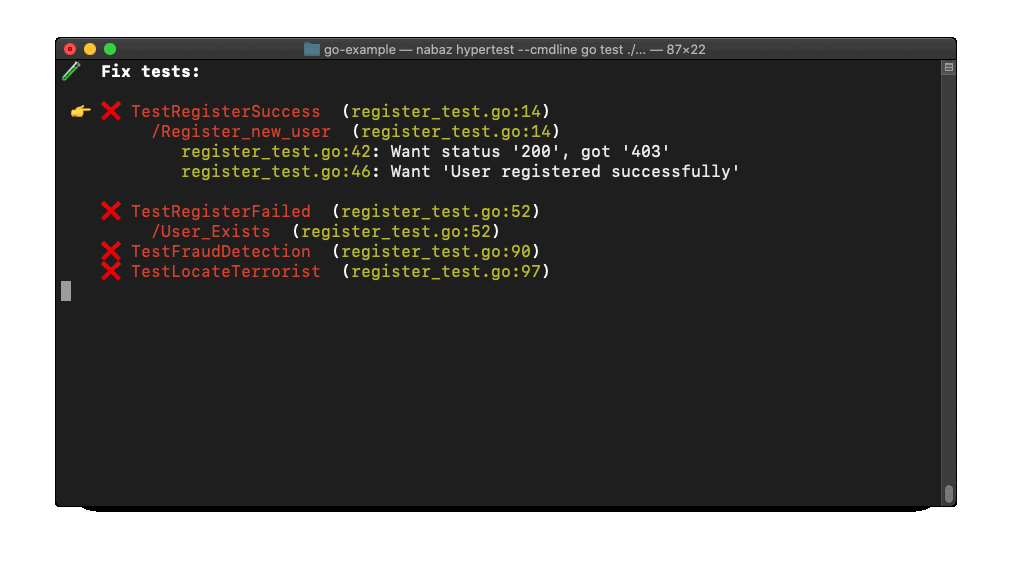 go-example — nabaz hypertest --cmdline go test ./... — 87×22
Fix tests:
TestRegisterSuccess (register_test.go:14)
/Register_new_user (register_test.go:14)
register_test.go:42: Want status '200', got '403'
register_test.go:46: Want 'User registered successfully'
TestRegisterFailed (register_test.go:52)
/User_Exists (register_test.go:52)
TestFraudDetection (register_test.go:90)
TestLocateTerrorist (register_test.go:97)